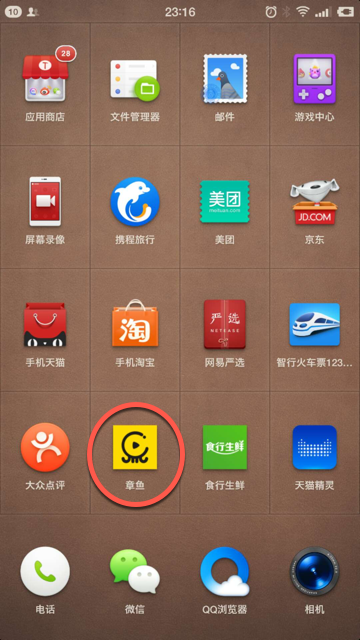 10
23:16
28
T
应用商店
文件管理器
邮件
游戏中心
美团
meituan.com
JD.COM
屏幕录像
携程旅行
美团
京东
淘
严选
NETEASE
手机天猫
手机淘宝
网易严选
智行火车票123...
食行生鲜
大众点评
章鱼
食行生鲜
天猫精灵
电话
微信
QQ浏览器
相机